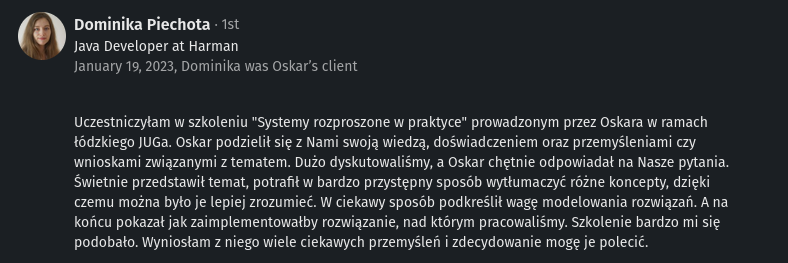 Dominika Piechota · 1st
Java Developer at Harman
January 19, 2023, Dominika was Oskar’s client
Uczestniczyłam w szkoleniu "Systemy rozproszone w praktyce" prowadzonym przez Oskara w ramach
łódzkiego JUGa. Oskar podzielił się z Nami swoją wiedzą, doświadczeniem oraz przemyśleniami czy
wnioskami związanymi z tematem. Dużo dyskutowaliśmy, a Oskar chętnie odpowiadał na Nasze pytania.
Świetnie przedstawił temat, potrafił w bardzo przystępny sposób wytłumaczyć różne koncepty, dzięki
czemu można było je lepiej zrozumieć. W ciekawy sposób podkreślił wagę modelowania rozwiązań. A na
końcu pokazał jak zaimplementowałby rozwiązanie, nad którym pracowaliśmy. Szkolenie bardzo mi się
podobało. Wyniosłam z niego wiele ciekawych przemyśleń i zdecydowanie mogę je polecić.